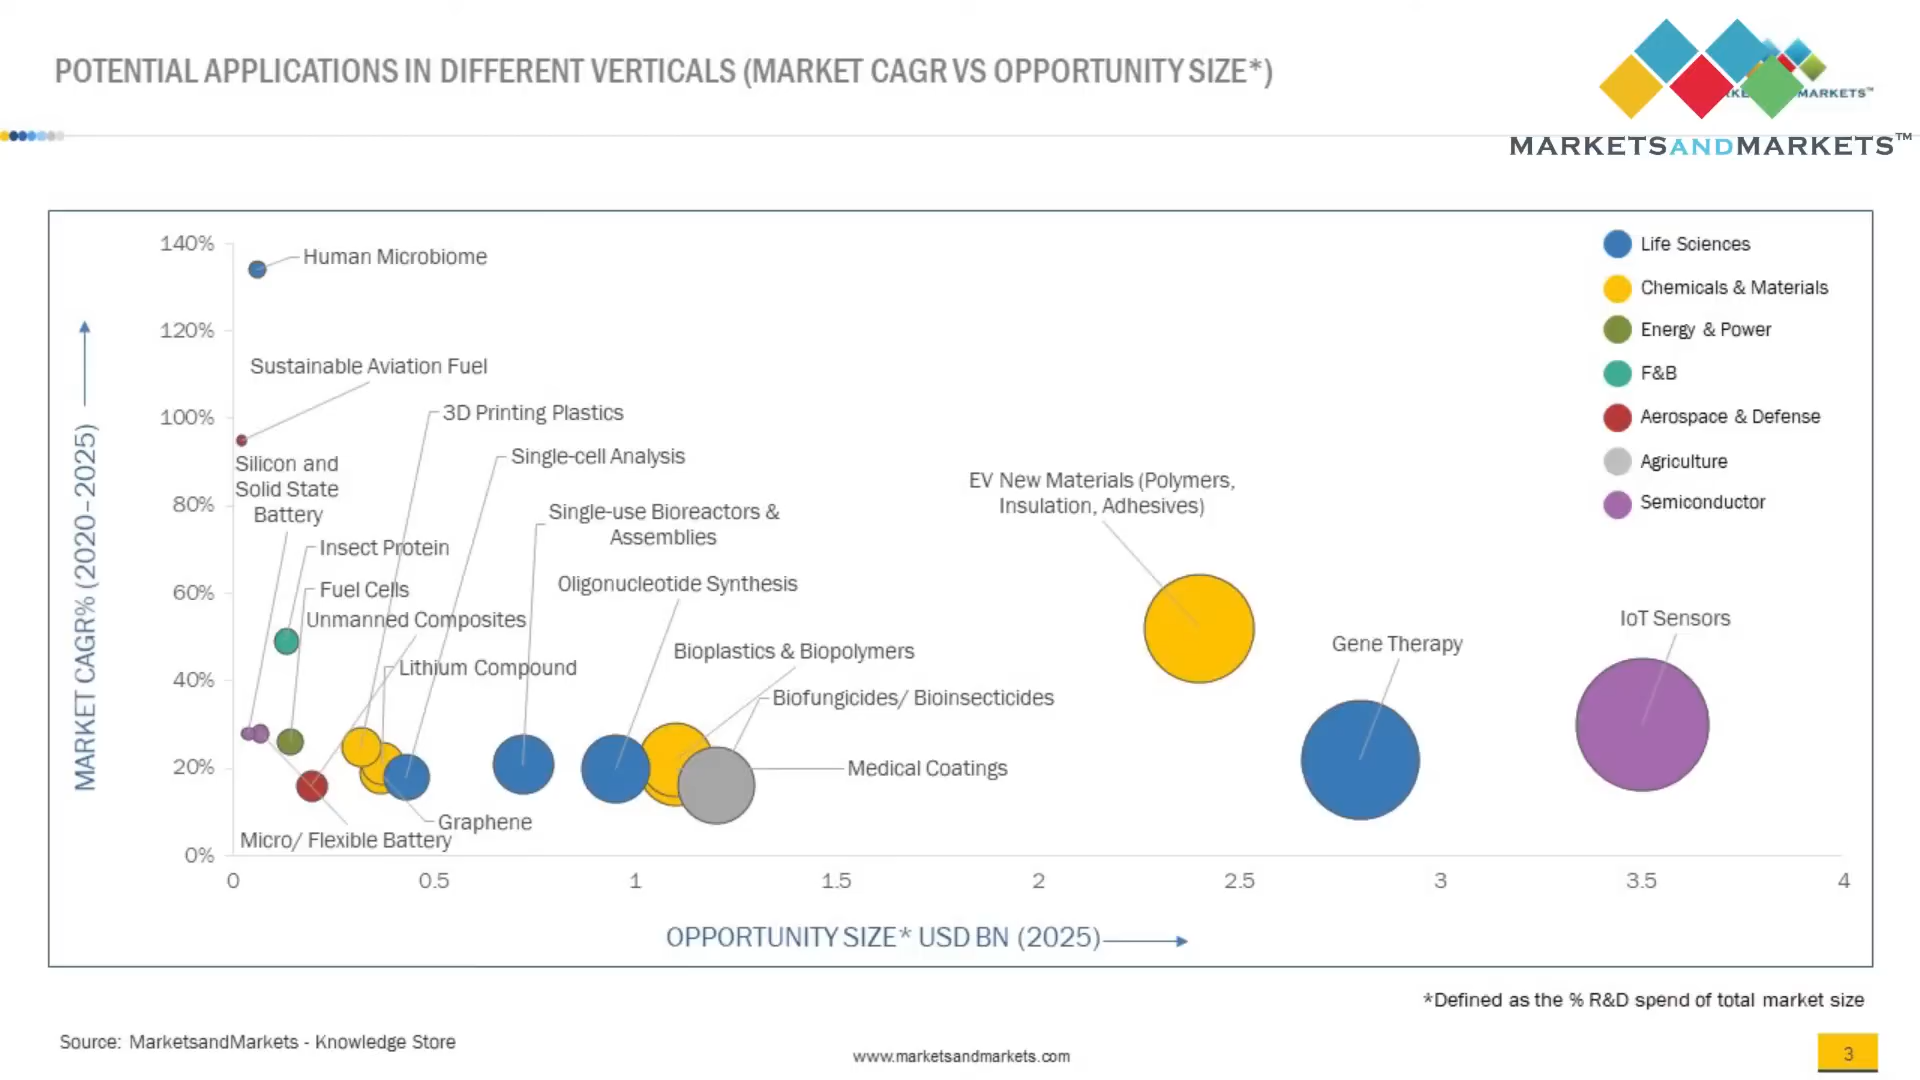 POTENTIAL APPLICATIONS IN DIFFERENT VERTICALS (MARKET CAGR VS OPPORTUNITY SIZE*)
MARKETS™
MARKETSANDMARKETS™
140%
120%
100%
80%
60%
40%
20%
0%
MARKET CAGR% (2020–2025)
Human Microbiome
Sustainable Aviation Fuel
3D Printing Plastics
Single-cell Analysis
Silicon and
Solid State
Battery
Single-use Bioreactors &
Assemblies
Insect Protein
Fuel Cells
Oligonucleotide Synthesis
Unmanned Composites
Lithium Compound
Bioplastics & Biopolymers
Biofungicides/ Bioinsecticides
Medical Coatings
Graphene
Micro/ Flexible Battery
EV New Materials (Polymers,
Insulation, Adhesives)
Gene Therapy
IoT Sensors
Life Sciences
Chemicals & Materials
Energy & Power
F&B
Aerospace & Defense
Agriculture
Semiconductor
0
0.5
1
1.5
2
2.5
3
3.5
4
OPPORTUNITY SIZE* USD BN (2025)
*Defined as the % R&D spend of total market size
Source: MarketsandMarkets - Knowledge Store
www.marketsandmarkets.com
3